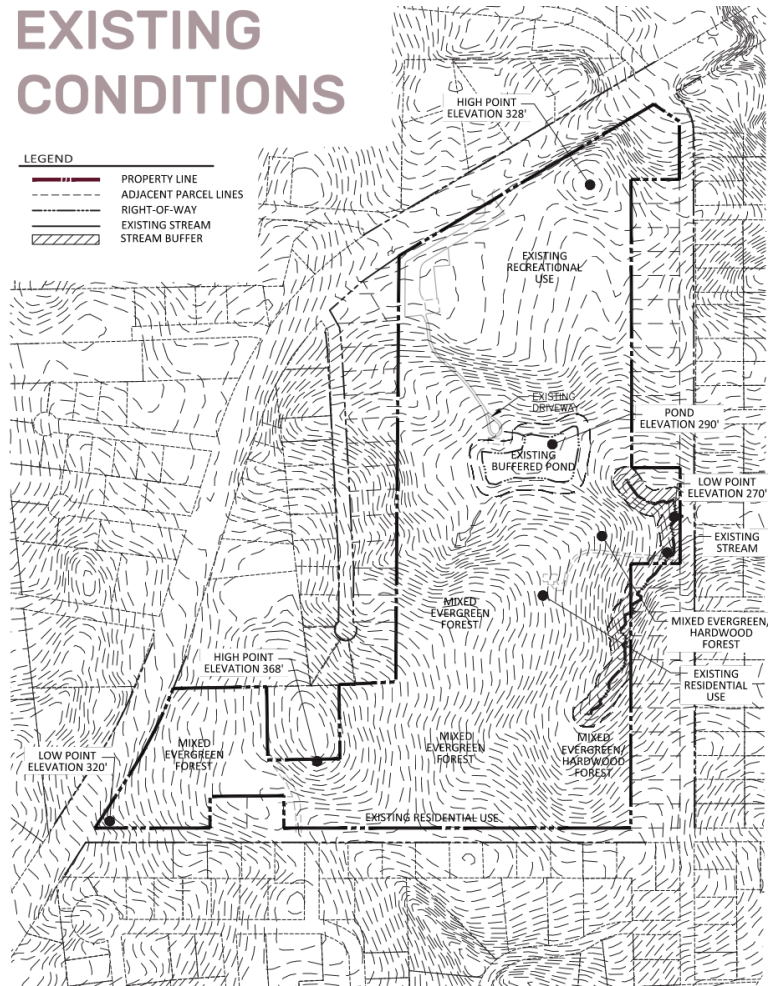 EXISTING
CONDITIONS
LEGEND
PROPERTY LINE
ADJACENT PARCEL LINES
RIGHT-OF-WAY
EXISTING STREAM
STREAM BUFFER
HIGH POINT
ELEVATION 328'
EXISTING
RECREATIONAL
USE
EXISTING
DRIVEWAY
POND
ELEVATION 290'
EXISTING
BUFFERED POND
LOW POINT
ELEVATION 270'
EXISTING
STREAM
MIXED
EVERGREEN
FOREST
MIXED EVERGREEN/
HARDWOOD
FOREST
HIGH POINT
ELEVATION 368'
EXISTING
RESIDENTIAL
USE
MIXED
EVERGREEN
FOREST
MIXED
EVERGREEN
FOREST
MIXED
EVERGREEN/
HARDWOOD
FOREST
LOW POINT
ELEVATION 320'
EXISTING RESIDENTIAL USE